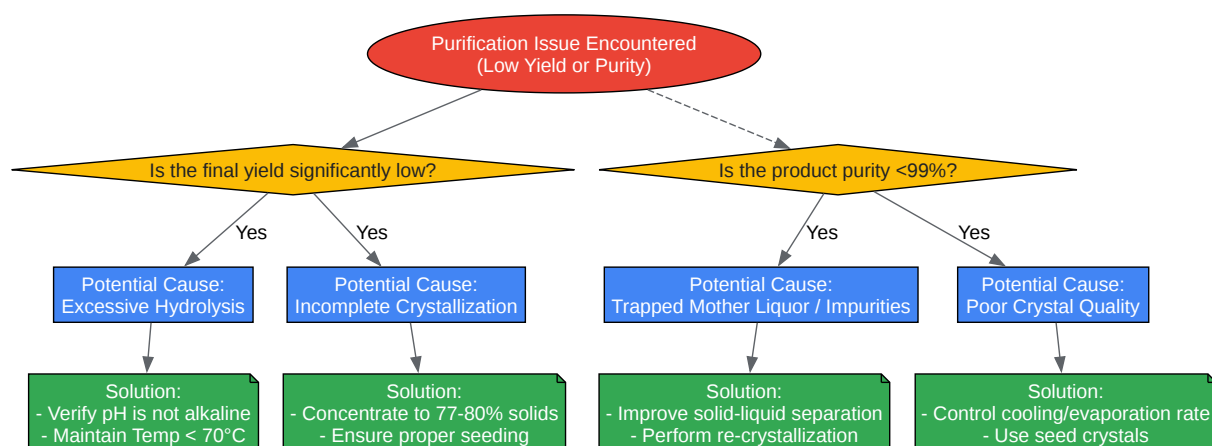 Purification Issue Encountered
(Low Yield or Purity)
Is the final yield significantly low?
Is the product purity <99%?
Yes
Yes
Yes
Yes
Potential Cause:
Excessive Hydrolysis
Potential Cause:
Incomplete Crystallization
Potential Cause:
Trapped Mother Liquor / Impurities
Potential Cause:
Poor Crystal Quality
Solution:
- Verify pH is not alkaline
- Maintain Temp < 70°C
Solution:
- Concentrate to 77-80% solids
- Ensure proper seeding
Solution:
- Improve solid-liquid separation
- Perform re-crystallization
Solution:
- Control cooling/evaporation rate
- Use seed crystals